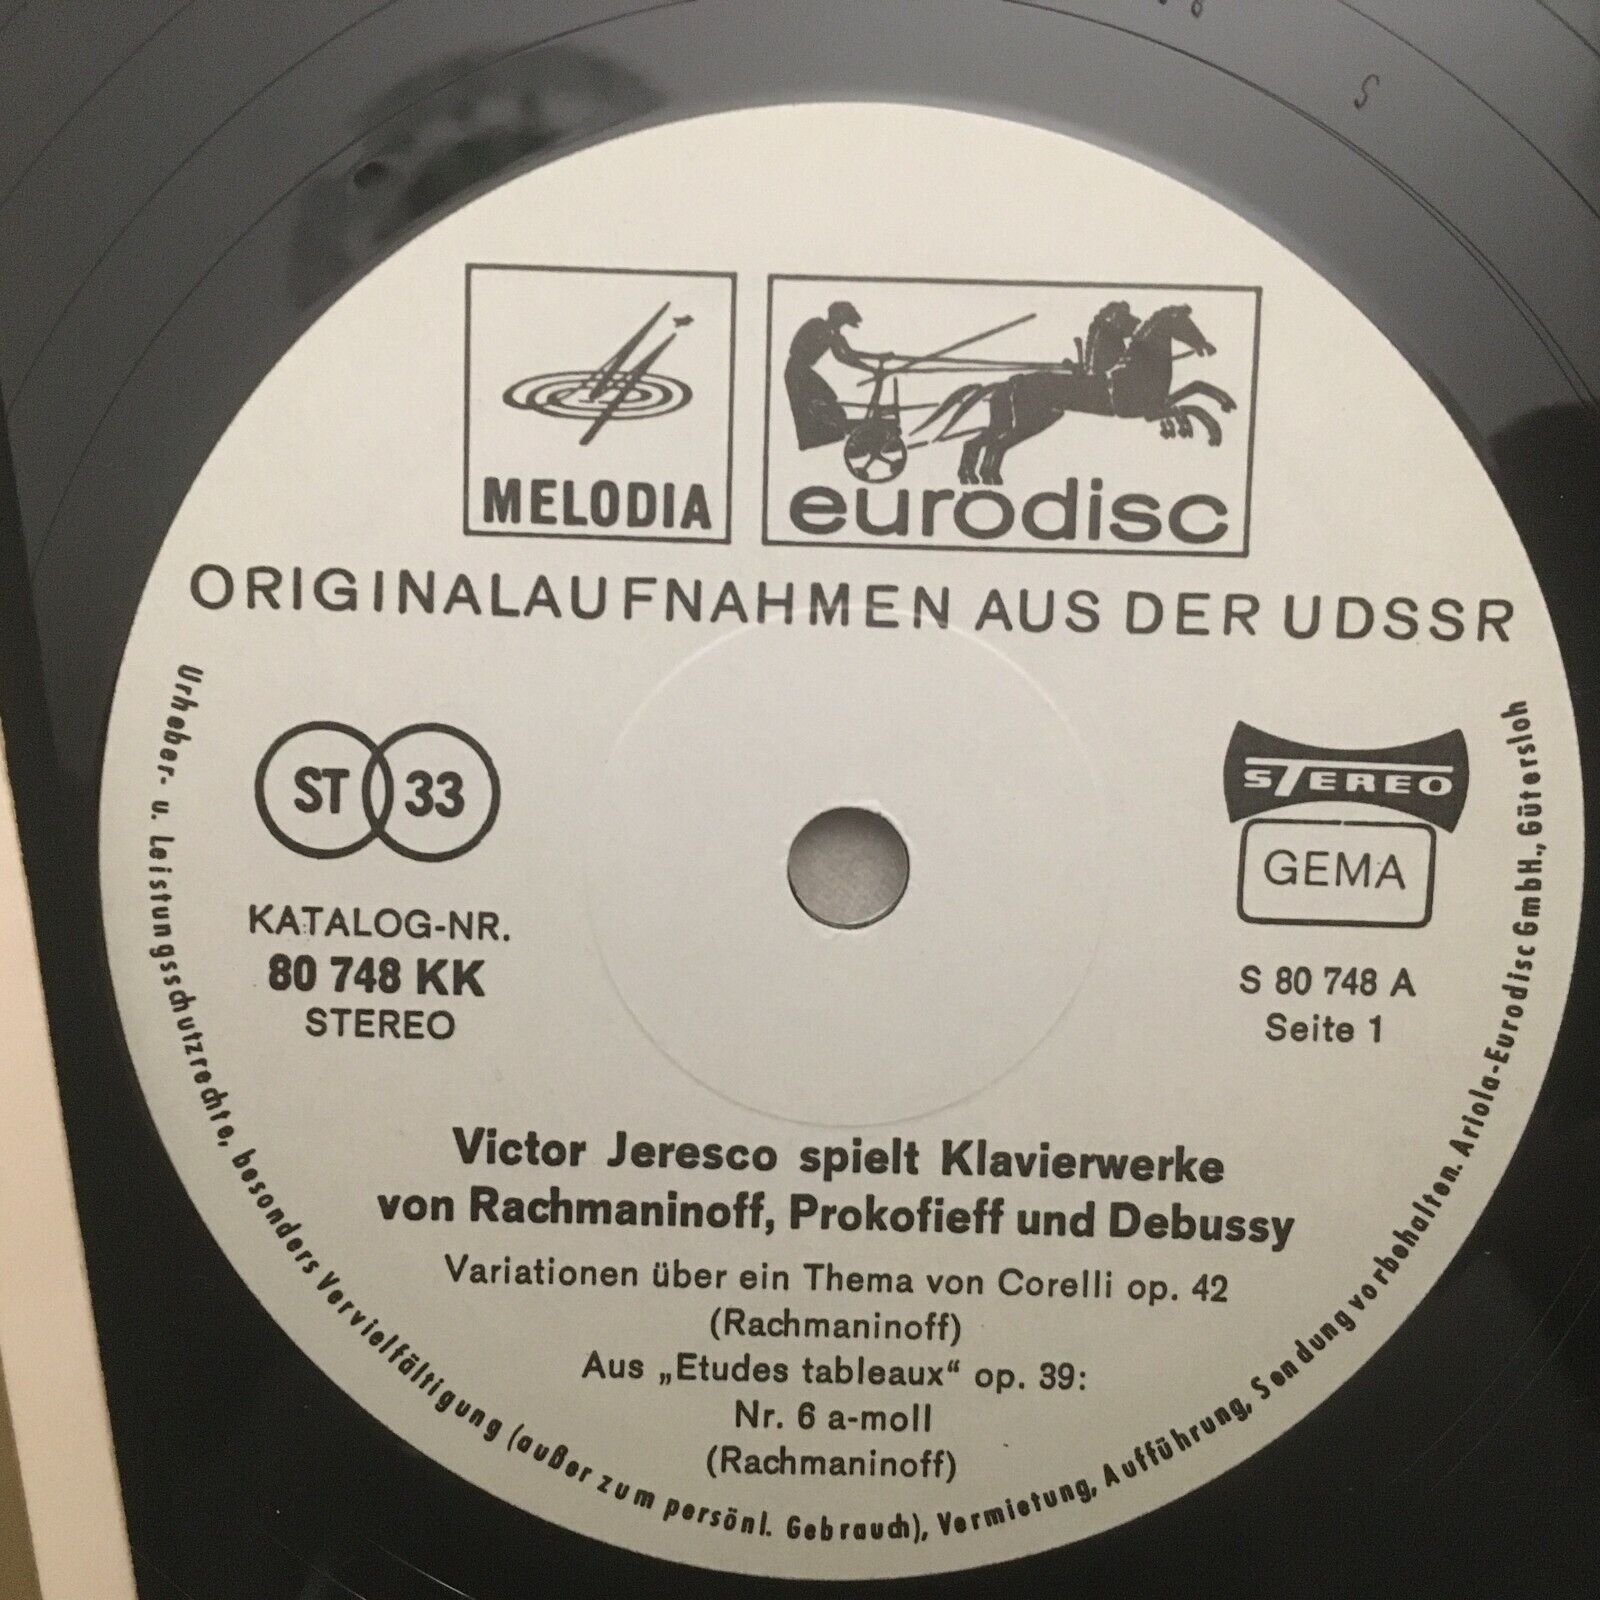 MELODIA
eurodisc
ORIGINALAUFNAHMEN AUS DER UDSSR
ST 33
STEREO
GEMA
KATALOG-NR.
80 748 KK
STEREO
S 80 748 A
Seite 1
Victor Jeresco spielt Klavierwerke
von Rachmaninoff, Prokofieff und Debussy
Variationen über ein Thema von Corelli op. 42
(Rachmaninoff)
Aus „Etudes tableaux“ op. 39:
Nr. 6 a-moll
(Rachmaninoff)
Urheber- u. Leistungsschutzrechte, besonders Vervielfältigung (außer zum persönl. Gebrauch), Vermietung, Aufführung, Sendung vorbehalten. Ariola-Eurodisc GmbH., Gütersloh
S